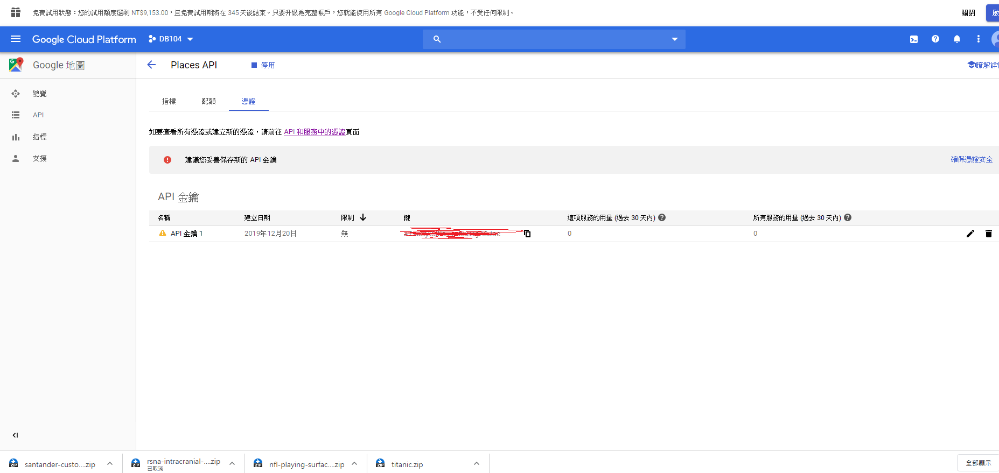 免費試用狀態：您的試用額度還剩 NT$9,153.00，且免費試用期將在 345 天後結束。只要升級為完整帳戶，您就能使用所有 Google Cloud Platform 功能，不受任何限制。
關閉
啟
Google Cloud Platform
DB104
Google 地圖
Places API
停用
瞭解詳情
總覽
API
指標
支援
指標
配額
憑證
如要查看所有憑證或建立新的憑證，請前往 API 和服務中的憑證頁面
建議您妥善保存新的 API 金鑰
確保憑證安全
API 金鑰
名稱 建立日期 限制 鍵 這項服務的用量 (過去 30 天內) 所有服務的用量 (過去 30 天內)
API 金鑰 1 2019年12月20日 無 0 0
santander-custo....zip
rsna-intracranial-....zip
已取消
nfl-playing-surfac....zip
titanic.zip
全部顯示